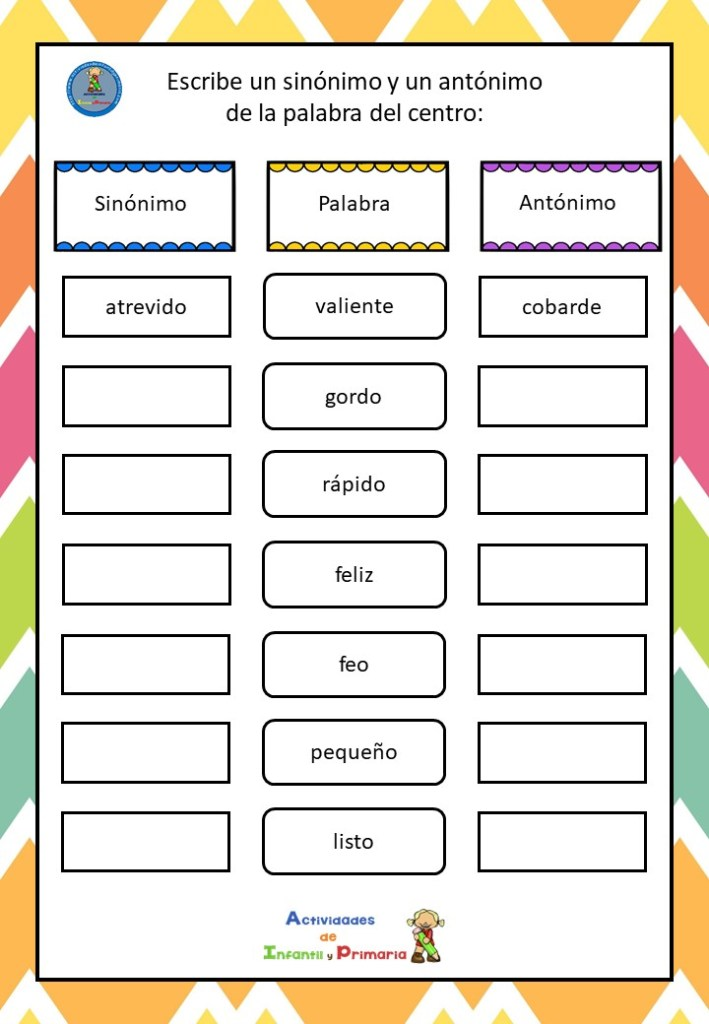 Escribe un sinónimo y un antónimo
de la palabra del centro:
Sinónimo Palabra Antónimo
atrevido valiente cobarde
gordo
rápido
feliz
feo
pequeño
listo
Actividades
de
Infantil y Primaria